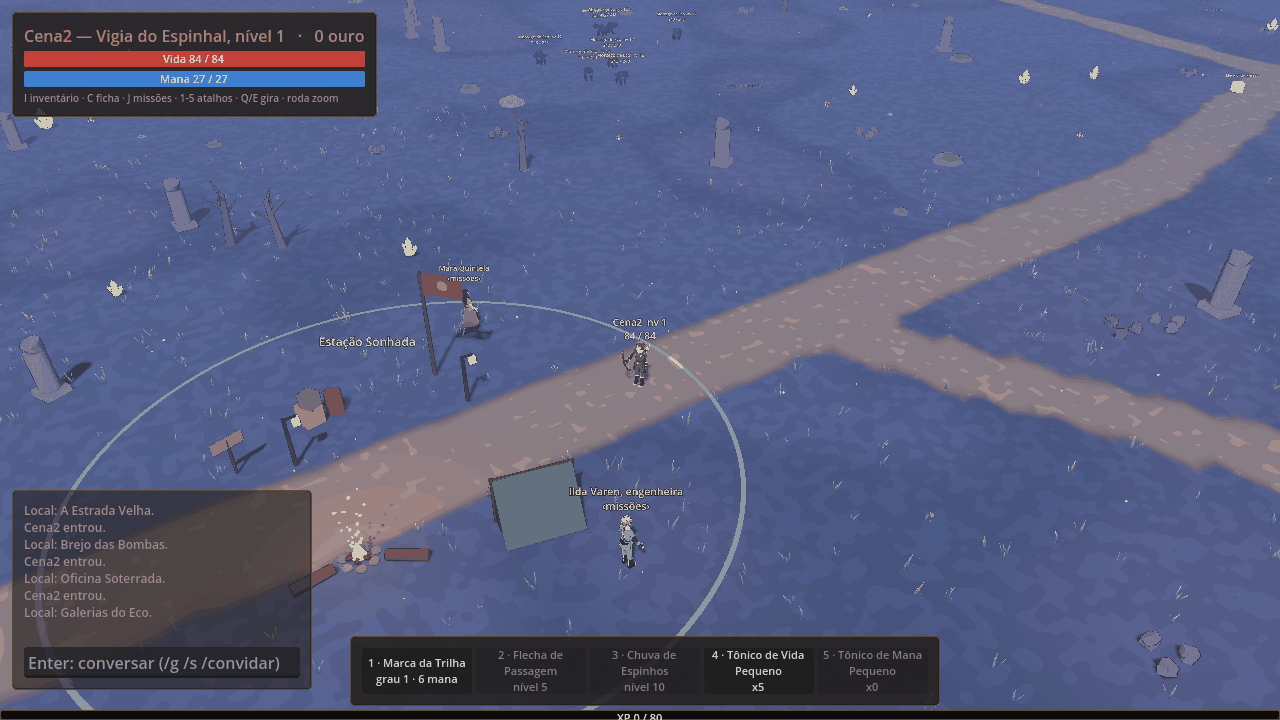 Cena2 — Vigia do Espinhal, nível 1 · 0 ouro
Vida 84 / 84
Mana 27 / 27
I inventário · C ficha · J missões · 1-5 atalhos · Q/E gira · roda zoom
Mara Quintela
‹missões›
Cena2 nv 1
84 / 84
Estação Sonhada
Ilda Varen, engenheira
‹missões›
Local: A Estrada Velha.
Cena2 entrou.
Local: Brejo das Bombas.
Cena2 entrou.
Local: Oficina Soterrada.
Cena2 entrou.
Local: Galerias do Eco.
Enter: conversar (/g /s /convidar)
1 · Marca da Trilha
grau 1 · 6 mana
2 · Flecha de
Passagem
nível 5
3 · Chuva de
Espinhos
nível 10
4 · Tônico de Vida
Pequeno
x5
5 · Tônico de Mana
Pequeno
x0
XP 0 / 80